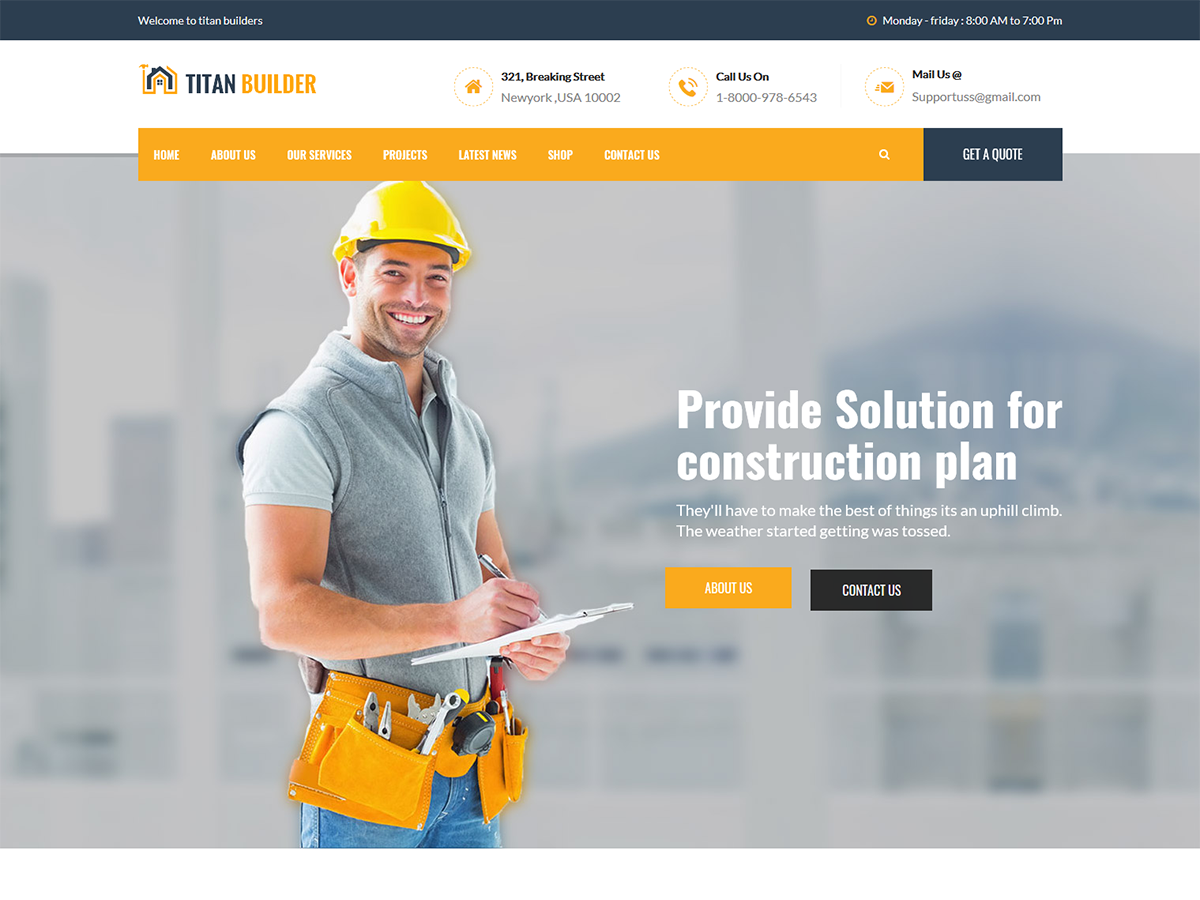 Welcome to titan builders
Monday - friday : 8:00 AM to 7:00 Pm
TITAN BUILDER
321, Breaking Street
Newyork ,USA 10002
Call Us On
1-8000-978-6543
Mail Us @
Supportuss@gmail.com
HOME ABOUT US OUR SERVICES PROJECTS LATEST NEWS SHOP CONTACT US
GET A QUOTE
Provide Solution for
construction plan
They'll have to make the best of things its an uphill climb.
The weather started getting was tossed.
ABOUT US
CONTACT US